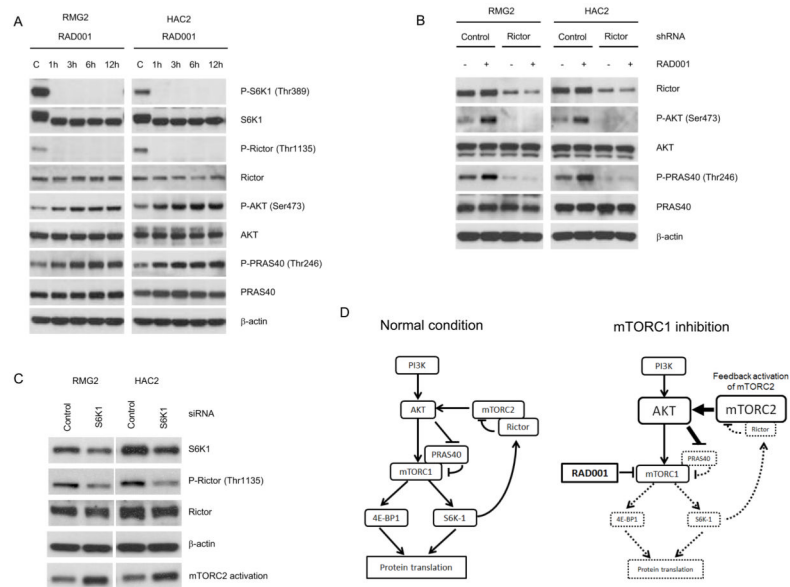 A
RMG2
RAD001
HAC2
RAD001
C 1h 3h 6h 12h
C 1h 3h 6h 12h
P-S6K1 (Thr389)
S6K1
P-Rictor (Thr1135)
Rictor
P-AKT (Ser473)
AKT
P-PRAS40 (Thr246)
PRAS40
β-actin
B
RMG2
HAC2
Control Rictor Control Rictor shRNA
- + - + - + - + RAD001
Rictor
P-AKT (Ser473)
AKT
P-PRAS40 (Thr246)
PRAS40
β-actin
C
RMG2
HAC2
Control S6K1 Control S6K1 siRNA
S6K1
P-Rictor (Thr1135)
Rictor
β-actin
mTORC2 activation
D
Normal condition
PI3K
AKT
mTORC2
Rictor
PRAS40
mTORC1
4E-BP1
S6K-1
Protein translation
mTORC1 inhibition
PI3K
Feedback activation
of mTORC2
AKT
mTORC2
Rictor
PRAS40
RAD001
mTORC1
4E-BP1
S6K-1
Protein translation